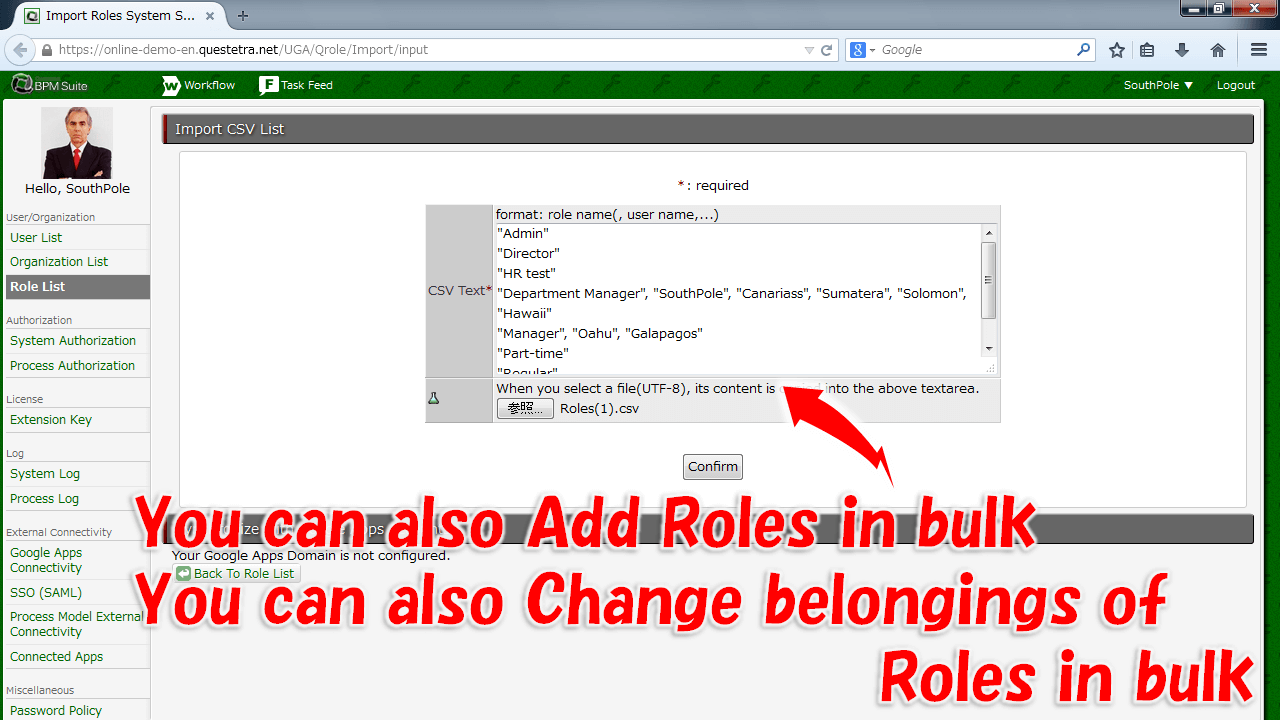 Import Roles System S...
https://online-demo-en.questetra.net/UGA/Qrole/Import/input
Google
BPM Suite
Workflow
Task Feed
SouthPole ▼
Logout
Hello, SouthPole
User/Organization
User List
Organization List
Role List
Authorization
System Authorization
Process Authorization
License
Extension Key
Log
System Log
Process Log
External Connectivity
Google Apps
Connectivity
SSO (SAML)
Process Model External
Connectivity
Connected Apps
Miscellaneous
Password Policy
Import CSV List
*: required
CSV Text*
format: role name(, user name,...)
"Admin"
"Director"
"HR test"
"Department Manager", "SouthPole", "Canariass", "Sumatera", "Solomon",
"Hawaii"
"Manager", "Oahu", "Galapagos"
"Part-time"
"Regular"
When you select a file(UTF-8), its content is into the above textarea.
参照... Roles(1).csv
Confirm
Your Google Apps Domain is not configured.
Back To Role List
You can also Add Roles in bulk
You can also Change belongings of
Roles in bulk